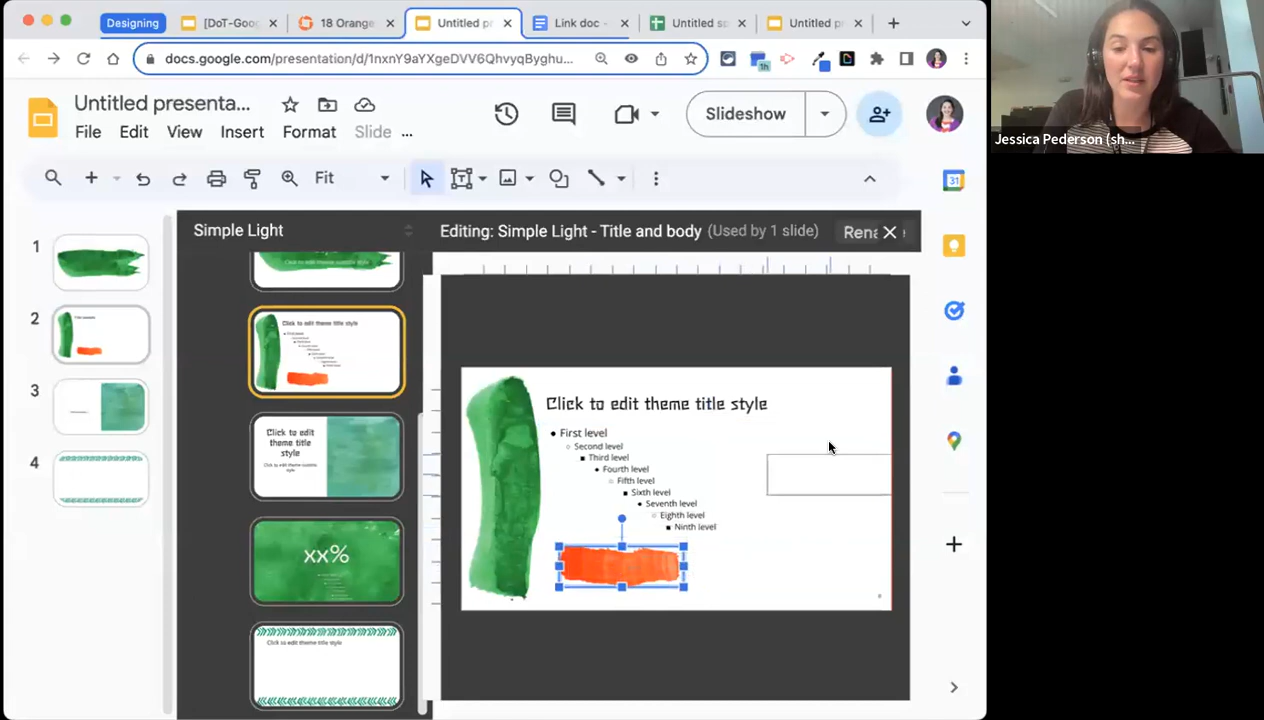 Designing
[DoT-Goo
18 Orange
Untitled pr
Link doc -
Untitled s
Untitled p
docs.google.com/presentation/d/1nxnY9aYXgeDVV6QhvyqByghu...
1h
Untitled presenta...
File Edit View Insert Format Slide ...
Slideshow
Fit
31
Simple Light
Editing: Simple Light - Title and body (Used by 1 slide)
Rena
1
2
3
4
Click to edit theme subtitle style
Click to edit theme title style
Click to edit theme title style
xx%
Click to edit theme title style
Click to edit theme title style
● First level
○ Second level
■ Third level
● Fourth level
○ Fifth level
■ Sixth level
● Seventh level
○ Eighth level
■ Ninth level
Jessica Pederson (sh...